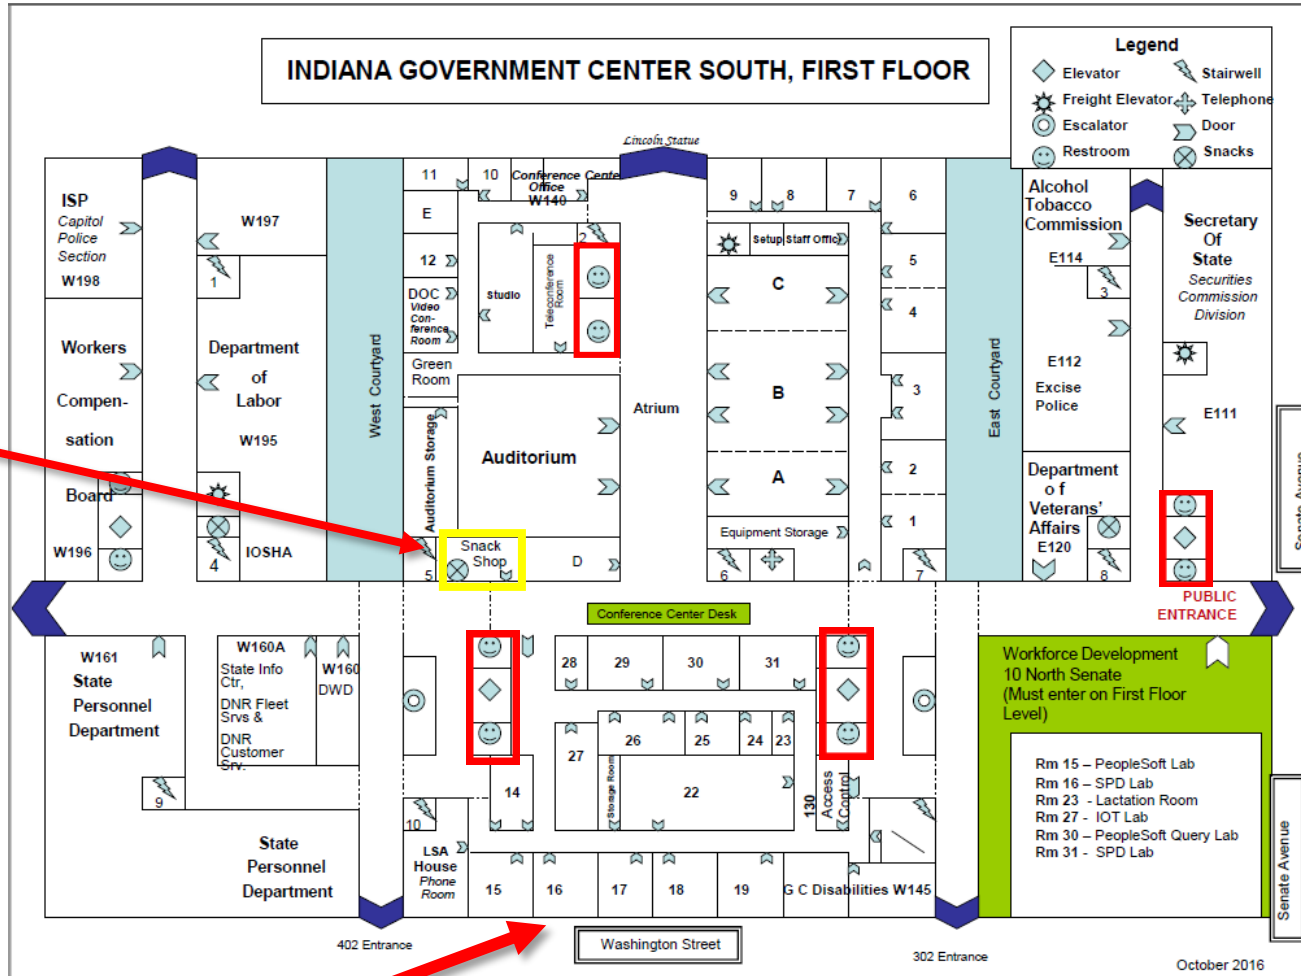 INDIANA GOVERNMENT CENTER SOUTH, FIRST FLOOR
Legend
Elevator
Stairwell
Freight Elevator
Telephone
Escalator
Door
Restroom
Snacks
Lincoln Statue
ISP
Capitol
Police
Section
W198
W197
1
Workers
Compen-
sation
Board
W196
Department
of
Labor
W195
IOSHA
4
West Courtyard
11
10
Conference Center
Office
W140
E
12
DOC
Video
Con-
ference
Room
Green
Room
Studio
Teleconference
Room
2
Auditorium Storage
Auditorium
Snack
Shop
5
D
Atrium
9
8
7
6
Setup
Staff Offic
C
5
4
B
3
A
2
1
Equipment Storage
6
7
East Courtyard
Alcohol
Tobacco
Commission
E114
3
E112
Excise
Police
Department
o f
Veterans'
Affairs
E120
8
Secretary
Of
State
Securities
Commission
Division
E111
Senate Avenue
PUBLIC
ENTRANCE
Conference Center Desk
W161
State
Personnel
Department
9
W160A
State Info
Ctr,
DNR Fleet
Srvs &
DNR
Customer
Srv.
W160
DWD
State
Personnel
Department
28
29
30
31
27
26
25
24
23
Storage Room
22
14
130
Access
Control
10
LSA
House
Phone
Room
15
16
17
18
19
G C Disabilities W145
Workforce Development
10 North Senate
(Must enter on First Floor
Level)
Rm 15 – PeopleSoft Lab
Rm 16 – SPD Lab
Rm 23 - Lactation Room
Rm 27 - IOT Lab
Rm 30 – PeopleSoft Query Lab
Rm 31 - SPD Lab
Senate Avenue
402 Entrance
Washington Street
302 Entrance
October 2016